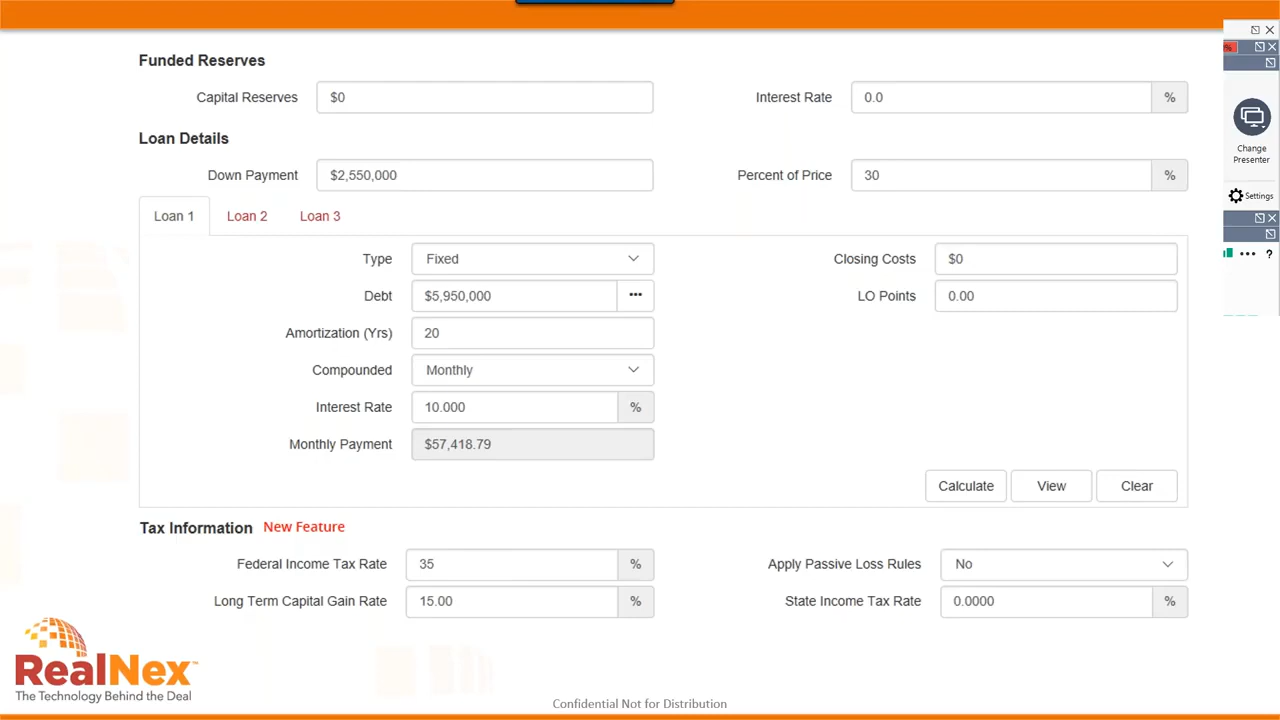 Funded Reserves
Capital Reserves $0 Interest Rate 0.0 %
Loan Details
Down Payment $2,550,000 Percent of Price 30 %
Loan 1 Loan 2 Loan 3
Type Fixed Closing Costs $0
Debt $5,950,000 ••• LO Points 0.00
Amortization (Yrs) 20
Compounded Monthly
Interest Rate 10.000 %
Monthly Payment $57,418.79
Calculate View Clear
Tax Information New Feature
Federal Income Tax Rate 35 % Apply Passive Loss Rules No
Long Term Capital Gain Rate 15.00 % State Income Tax Rate 0.0000 %
RealNex™
The Technology Behind the Deal
Confidential Not for Distribution
%
Change
Presenter
Settings
••• ?